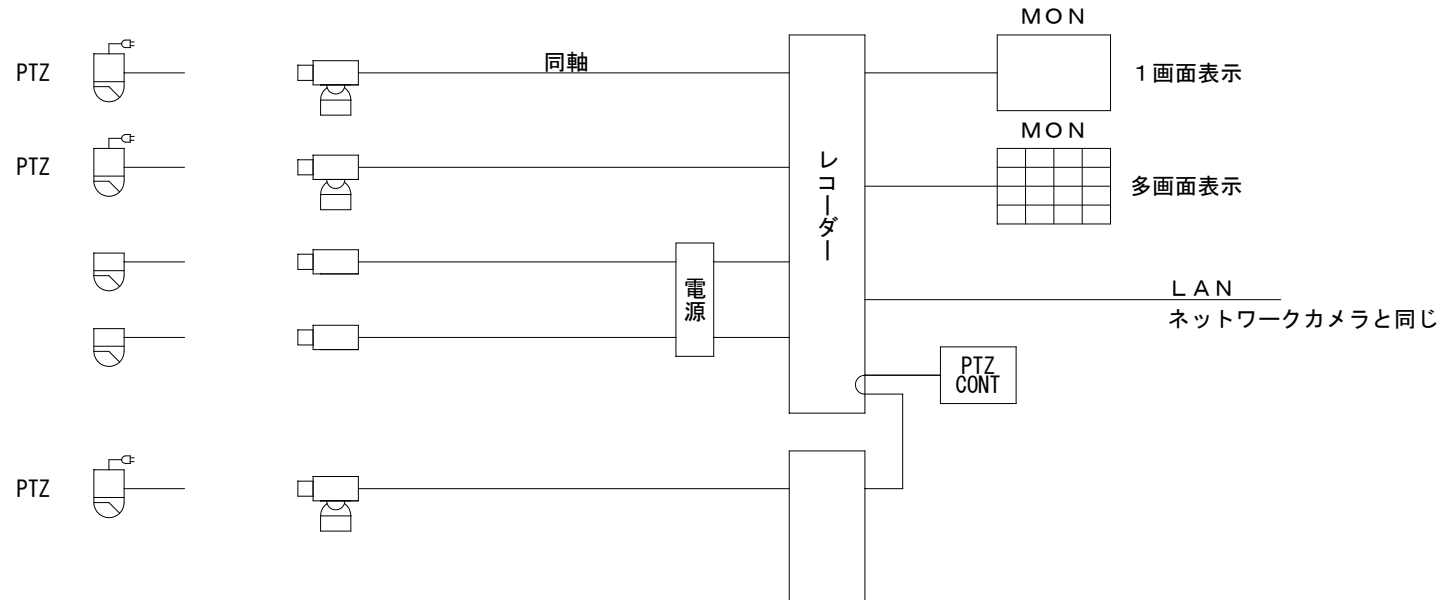 MON
PTZ
同軸
1画面表示
MON
PTZ
レコーダー
多画面表示
電源
LAN
ネットワークカメラと同じ
PTZ
CONT
PTZ